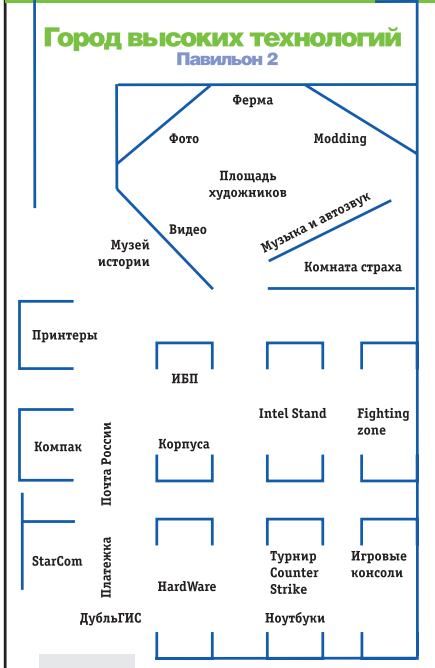 Город высоких технологий
Павильон 2
Ферма
Фото
Modding
Площадь
художников
Музыка и автозвук
Видео
Музей
истории
Комната страха
Принтеры
ИБП
Intel Stand
Fighting
zone
Компак
Почта России
Корпуса
StarCom
Платежка
HardWare
Турнир
Counter
Strike
Игровые
консоли
ДубльГИС
Ноутбуки